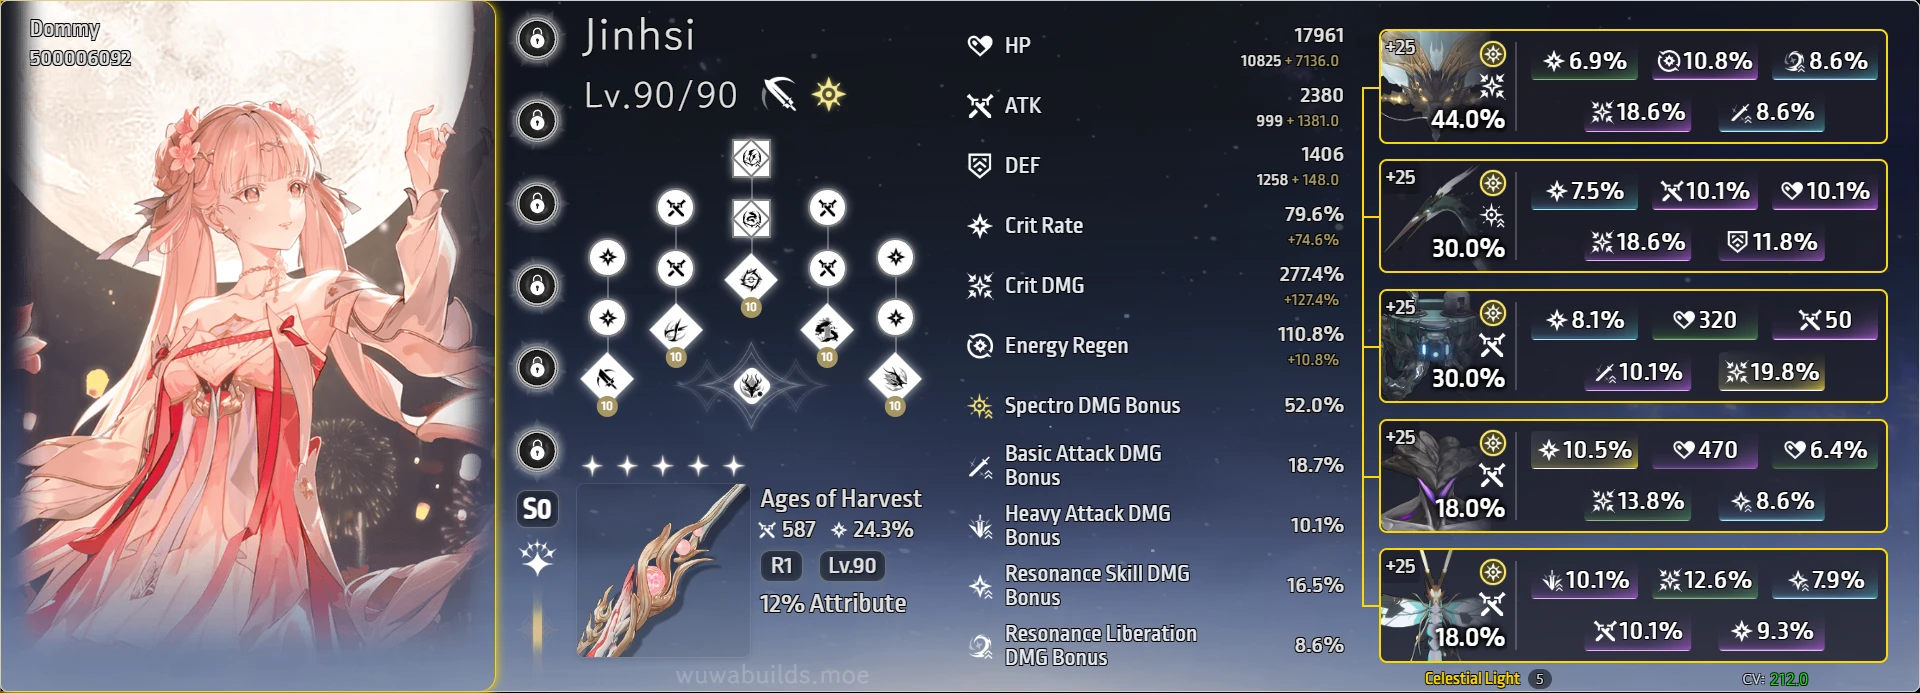 Dommy
500006092
Jinhsi
Lv.90/90
10
10
10
10
10
S0
Ages of Harvest
587 24.3%
R1 Lv.90
12% Attribute
wuwabuilds.moe
HP 17961
10825 + 7136.0
ATK 2380
999 + 1381.0
DEF 1406
1258 + 148.0
Crit Rate 79.6%
+74.6%
Crit DMG 277.4%
+127.4%
Energy Regen 110.8%
+10.8%
Spectro DMG Bonus 52.0%
Basic Attack DMG
Bonus 18.7%
Heavy Attack DMG
Bonus 10.1%
Resonance Skill DMG
Bonus 16.5%
Resonance Liberation
DMG Bonus 8.6%
+25
44.0%
6.9% 10.8% 8.6%
18.6% 8.6%
+25
30.0%
7.5% 10.1% 10.1%
18.6% 11.8%
+25
30.0%
8.1% 320 50
10.1% 19.8%
+25
18.0%
10.5% 470 6.4%
13.8% 8.6%
+25
18.0%
10.1% 12.6% 7.9%
10.1% 9.3%
Celestial Light 5
CV: 212.0